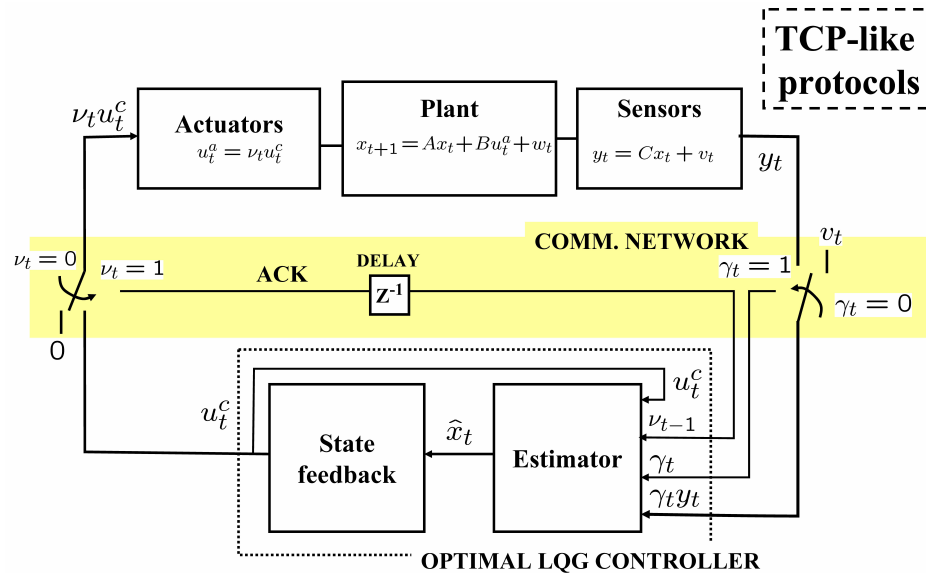 TCP-like
protocols
Actuators
u_t^a = ν_t u_t^c
Plant
x_{t+1} = Ax_t + Bu_t^a + w_t
Sensors
y_t = Cx_t + v_t
ν_t u_t^c
y_t
COMM. NETWORK
v_t
ν_t = 0
ν_t = 1
ACK
DELAY
Z^{-1}
γ_t = 1
γ_t = 0
0
u_t^c
State
feedback
x̂_t
Estimator
u_t^c
ν_{t−1}
γ_t
γ_t y_t
OPTIMAL LQG CONTROLLER